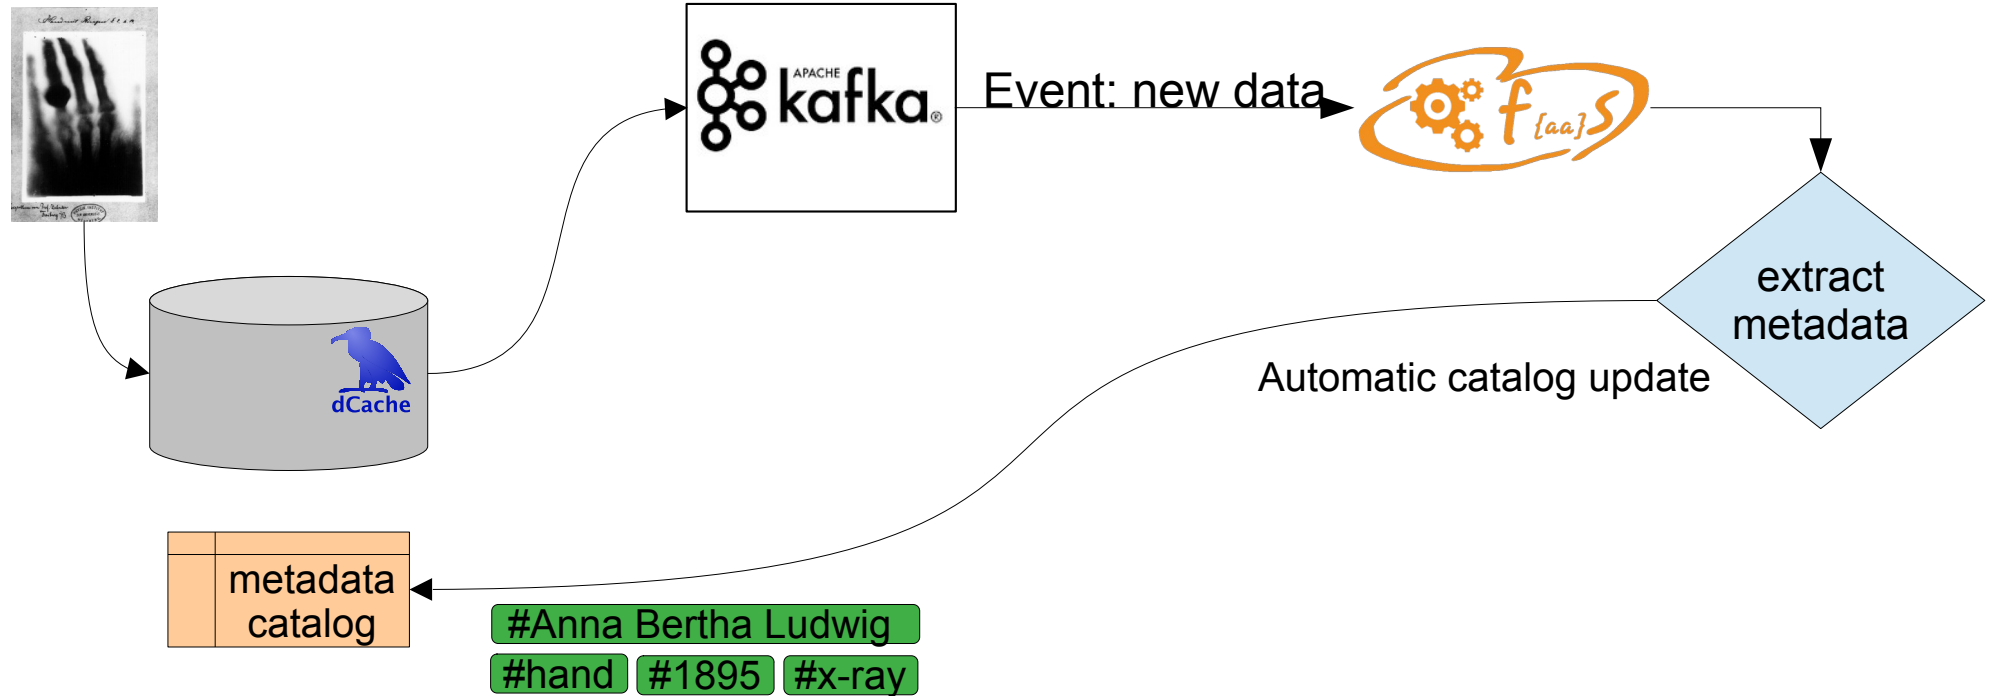 APACHE
kafka®
Event: new data
f{aa}s
extract
metadata
dCache
Automatic catalog update
metadata
catalog
#Anna Bertha Ludwig
#hand #1895 #x-ray